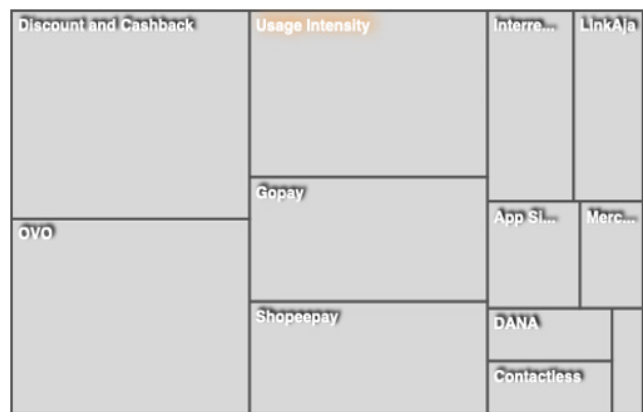 Discount and Cashback
Usage Intensity
Interre...
LinkAja
OVO
Gopay
App Si...
Merc...
Shopeepay
DANA
Contactless